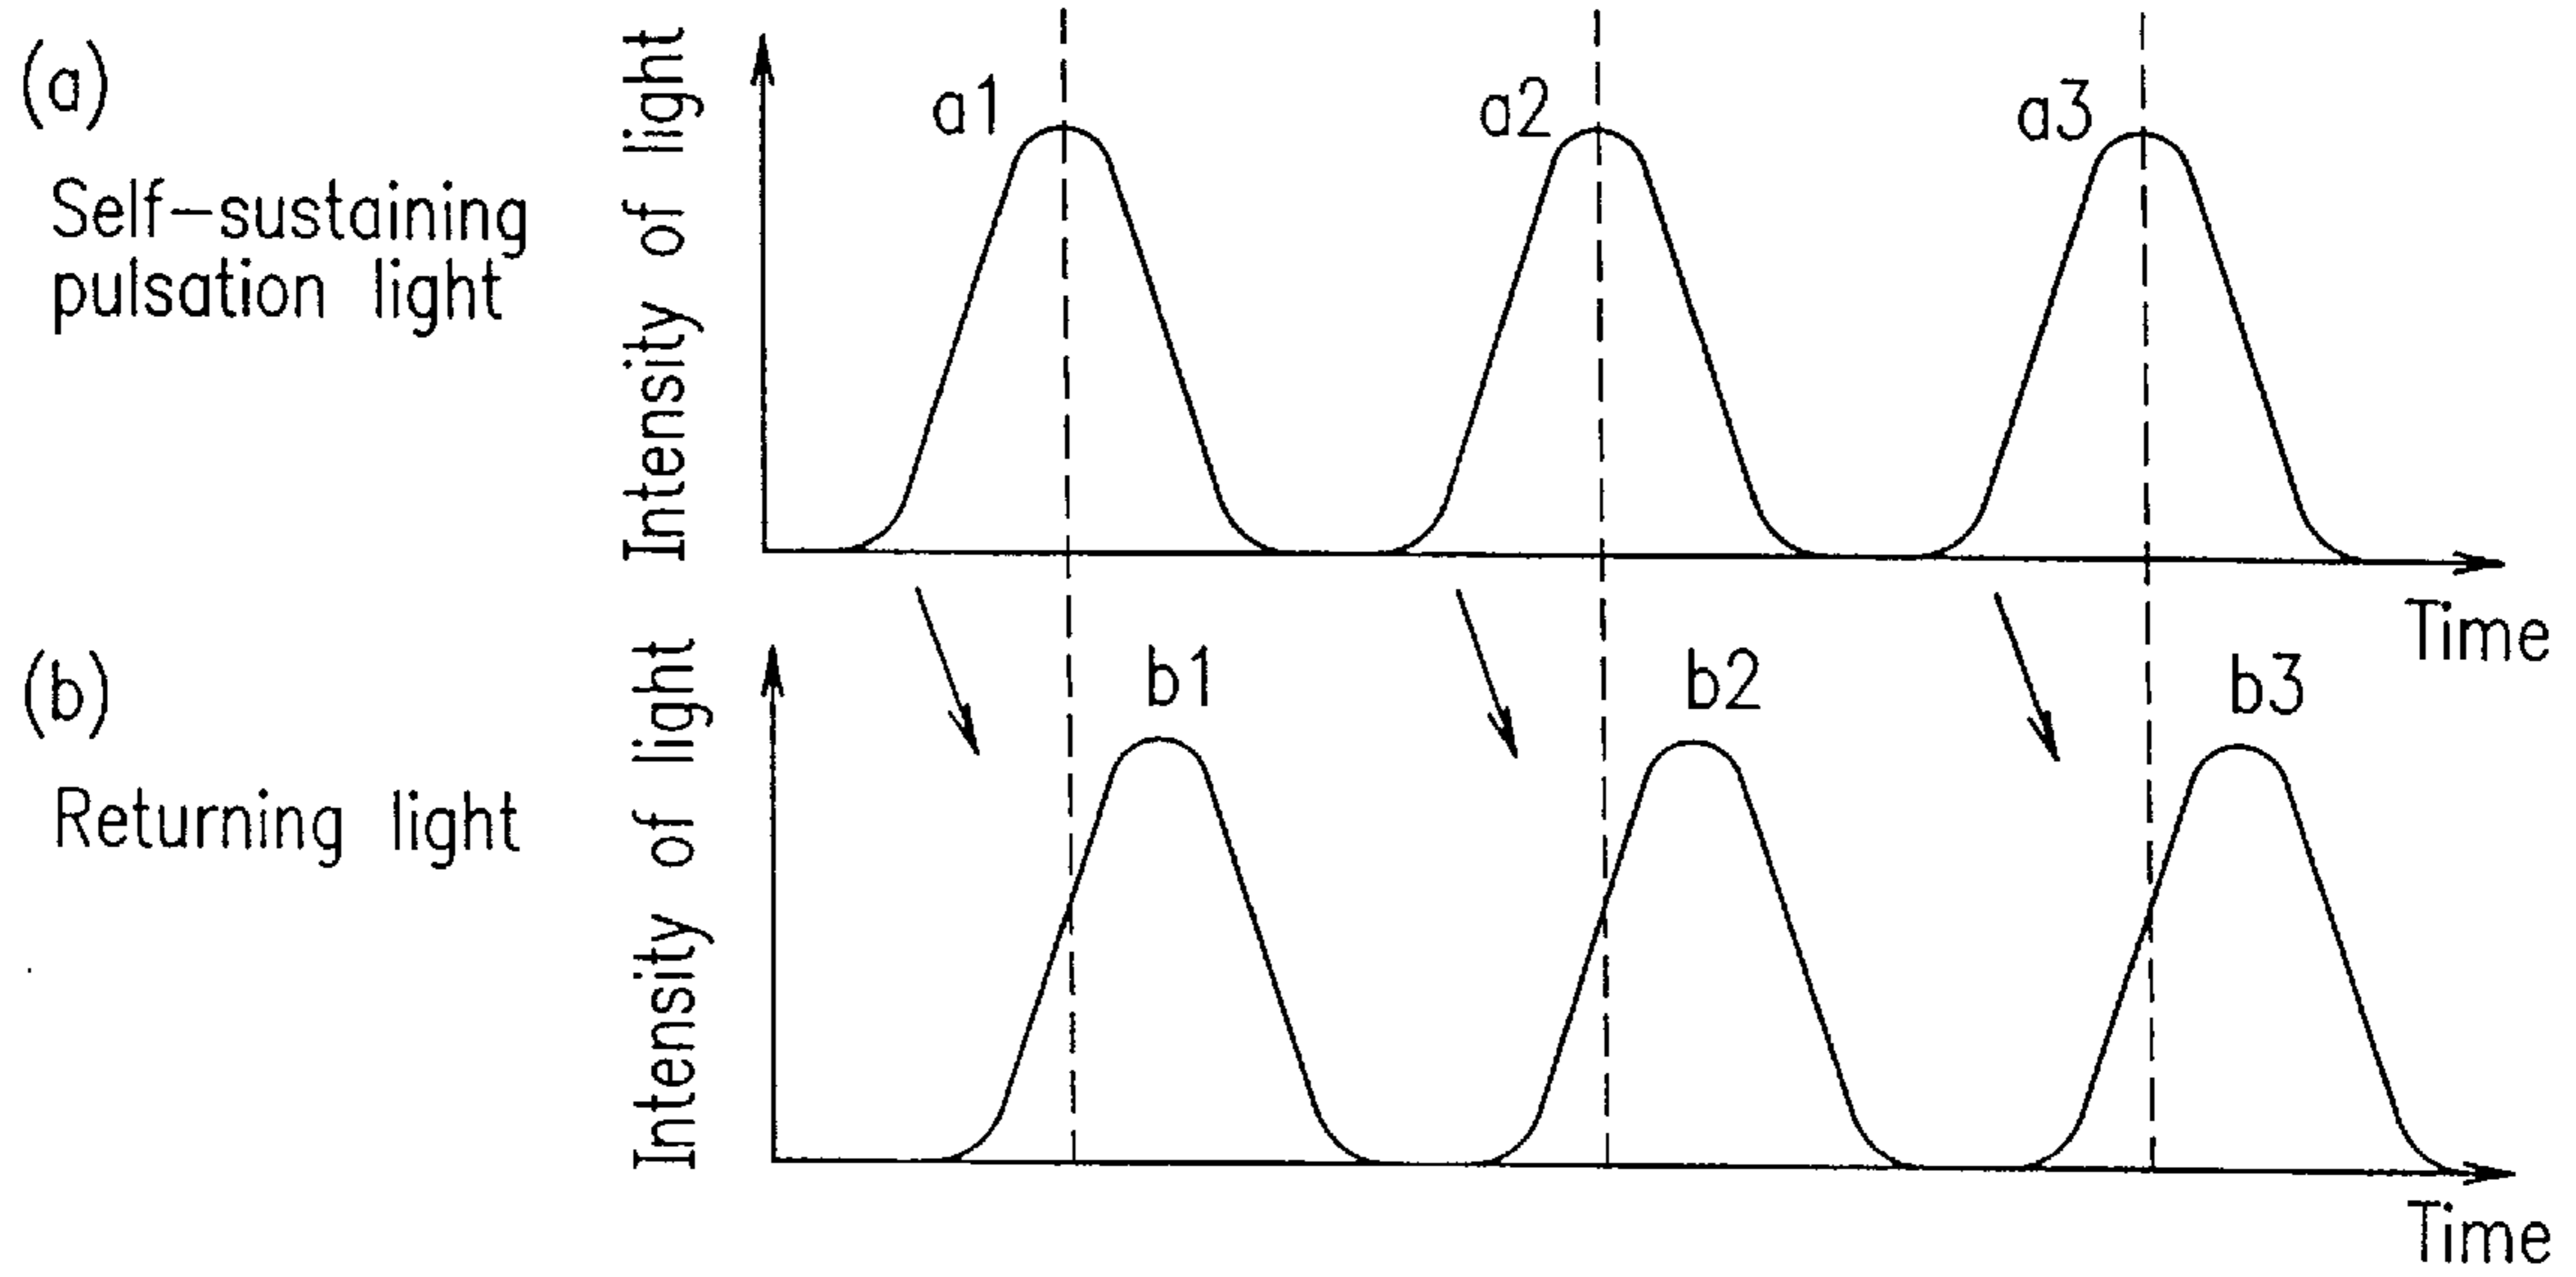 (a)
Self-sustaining
pulsation light
Intensity of light
a1
a2
a3
Time
(b)
Returning light
Intensity of light
b1
b2
b3
Time